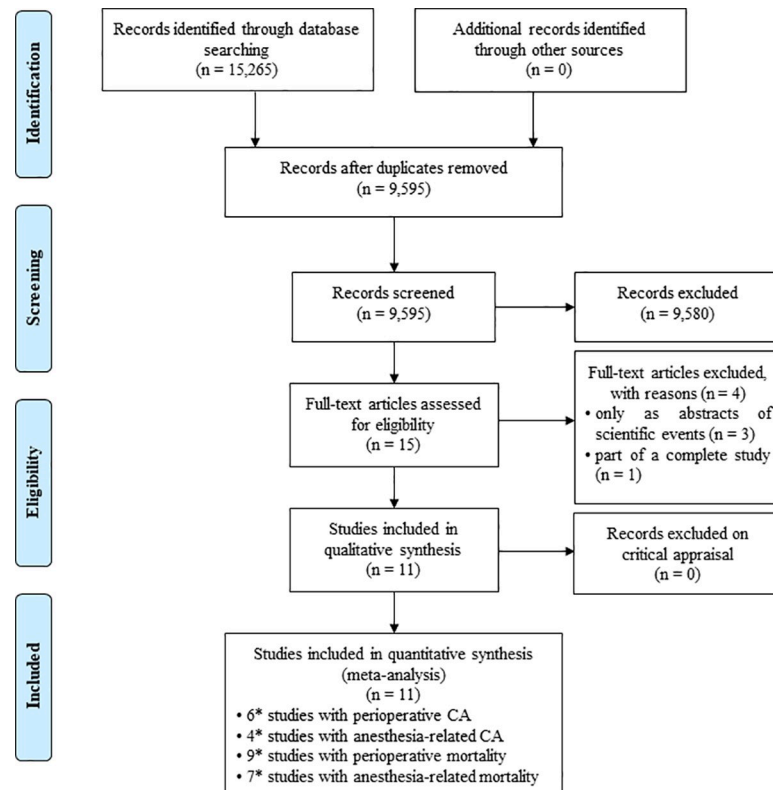 Identification
Records identified through database
searching
(n = 15,265)
Additional records identified
through other sources
(n = 0)
Records after duplicates removed
(n = 9,595)
Screening
Records screened
(n = 9,595)
Records excluded
(n = 9,580)
Eligibility
Full-text articles assessed
for eligibility
(n = 15)
Full-text articles excluded,
with reasons (n = 4)
• only as abstracts of
scientific events (n = 3)
• part of a complete study
(n = 1)
Studies included in
qualitative synthesis
(n = 11)
Records excluded on
critical appraisal
(n = 0)
Included
Studies included in quantitative synthesis
(meta-analysis)
(n = 11)
• 6* studies with perioperative CA
• 4* studies with anesthesia-related CA
• 9* studies with perioperative mortality
• 7* studies with anesthesia-related mortality